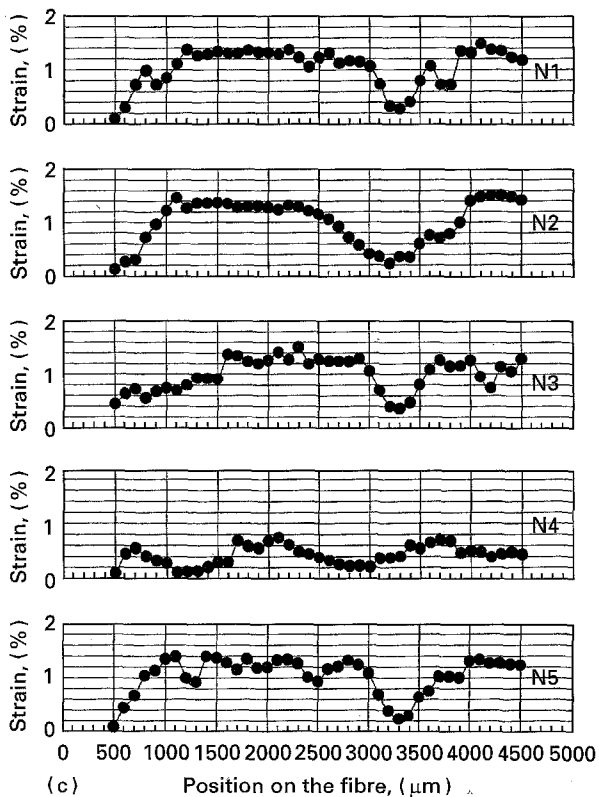 2
Strain, (%)
1
N1
0
2
Strain, (%)
1
N2
0
2
Strain, (%)
1
N3
0
2
Strain, (%)
1
N4
0
2
Strain, (%)
1
N5
0
0 500 1000 1500 2000 2500 3000 3500 4000 4500 5000
(c) Position on the fibre, (μm)